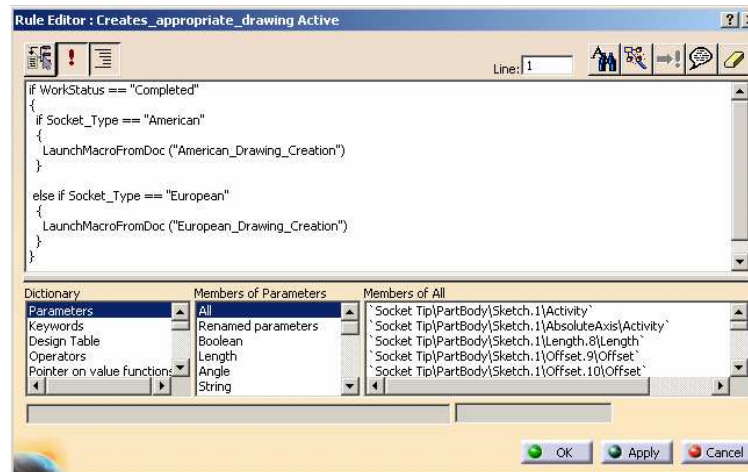 Rule Editor : Creates_appropriate_drawing Active
Line: 1
if WorkStatus == "Completed"
{
if Socket_Type == "American"
{
LaunchMacroFromDoc ("American_Drawing_Creation")
}
else if Socket_Type == "European"
{
LaunchMacroFromDoc ("European_Drawing_Creation")
}
}
Dictionary Members of Parameters Members of All
Parameters All `Socket Tip\PartBody\Sketch.1\Activity`
Keywords Renamed parameters `Socket Tip\PartBody\Sketch.1\AbsoluteAxis\Activity`
Design Table Boolean `Socket Tip\PartBody\Sketch.1\Length.8\Length`
Operators Length `Socket Tip\PartBody\Sketch.1\Offset.9\Offset`
Pointer on value functions Angle `Socket Tip\PartBody\Sketch.1\Offset.10\Offset`
String
OK Apply Cancel